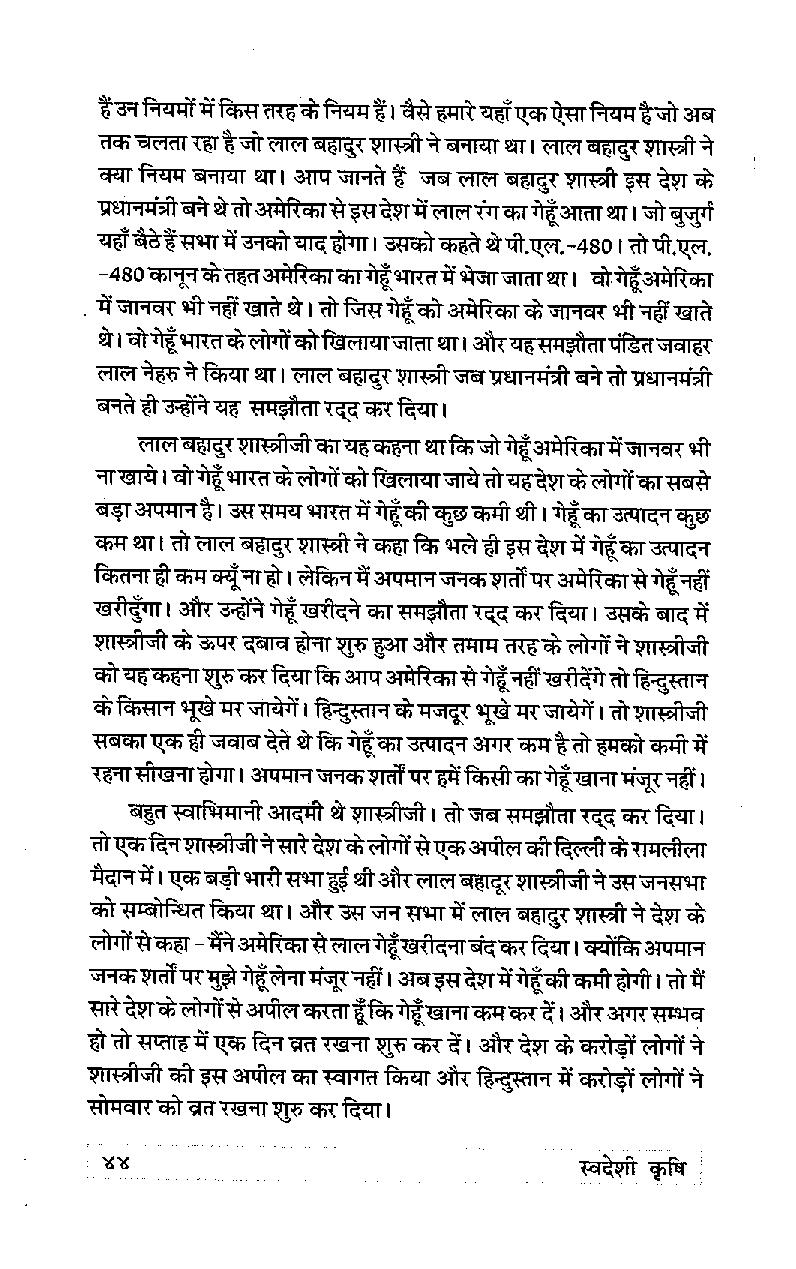 हैं उन नियमों में किस तरह के नियम हैं। वैसे हमारे यहाँ एक ऐसा नियम है जो अब
तक चलता रहा है जो लाल बहादुर शास्त्री ने बनाया था। लाल बहादुर शास्त्री ने
क्या नियम बनाया था। आप जानते हैं जब लाल बहादुर शास्त्री इस देश के
प्रधानमंत्री बने थे तो अमेरिका से इस देश में लाल रंग का गेहूँ आता था। जो बुजुर्ग
यहाँ बैठे हैं सभा में उनको याद होगा। उसको कहते थे पी.एल.-480। तो पी.एल.
-480 कानून के तहत अमेरिका का गेहूँ भारत में भेजा जाता था। वो गेहूँ अमेरिका
में जानवर भी नहीं खाते थे। तो जिस गेहूँ को अमेरिका के जानवर भी नहीं खाते
थे। वो गेहूँ भारत के लोगों को खिलाया जाता था। और यह समझौता पंडित जवाहर
लाल नेहरु ने किया था। लाल बहादुर शास्त्री जब प्रधानमंत्री बने तो प्रधानमंत्री
बनते ही उन्होंने यह समझौता रद्द कर दिया।
लाल बहादुर शास्त्रीजी का यह कहना था कि जो गेहूँ अमेरिका में जानवर भी
ना खाये। वो गेहूँ भारत के लोगों को खिलाया जाये तो यह देश के लोगों का सबसे
बड़ा अपमान है। उस समय भारत में गेहूँ की कुछ कमी थी। गेहूँ का उत्पादन कुछ
कम था। तो लाल बहादुर शास्त्री ने कहा कि भले ही इस देश में गेहूँ का उत्पादन
कितना ही कम क्यूँ ना हो। लेकिन मैं अपमान जनक शर्तों पर अमेरिका से गेहूँ नहीं
खरीदुँगा। और उन्होंने गेहूँ खरीदने का समझौता रद्द कर दिया। उसके बाद में
शास्त्रीजी के ऊपर दबाव होना शुरु हुआ और तमाम तरह के लोगों ने शास्त्रीजी
को यह कहना शुरु कर दिया कि आप अमेरिका से गेहूँ नहीं खरीदेंगे तो हिन्दुस्तान
के किसान भूखे मर जायेगें। हिन्दुस्तान के मजदूर भूखे मर जायेगें। तो शास्त्रीजी
सबका एक ही जवाब देते थे कि गेहूँ का उत्पादन अगर कम है तो हमको कमी में
रहना सीखना होगा। अपमान जनक शर्तों पर हमें किसी का गेहूँ खाना मंजूर नहीं।
बहुत स्वाभिमानी आदमी थे शास्त्रीजी। तो जब समझौता रद्द कर दिया।
तो एक दिन शास्त्रीजी ने सारे देश के लोगों से एक अपील की दिल्ली के रामलीला
मैदान में। एक बड़ी भारी सभा हुई थी और लाल बहादूर शास्त्रीजी ने उस जनसभा
को सम्बोन्धित किया था। और उस जन सभा में लाल बहादुर शास्त्री ने देश के
लोगों से कहा - मैंने अमेरिका से लाल गेहूँ खरीदना बंद कर दिया। क्योंकि अपमान
जनक शर्तों पर मुझे गेहूँ लेना मंजूर नहीं। अब इस देश में गेहूँ की कमी होगी। तो मैं
सारे देश के लोगों से अपील करता हूँ कि गेहूँ खाना कम कर दें। और अगर सम्भव
हो तो सप्ताह में एक दिन व्रत रखना शुरु कर दें। और देश के करोड़ों लोगों ने
शास्त्रीजी की इस अपील का स्वागत किया और हिन्दुस्तान में करोड़ों लोगों ने
सोमवार को व्रत रखना शुरु कर दिया।
४४ स्वदेशी कृषि